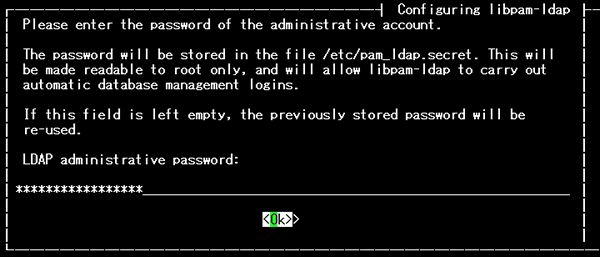 Configuring libpam-ldap
Please enter the password of the administrative account.
The password will be stored in the file /etc/pam_ldap.secret. This will
be made readable to root only, and will allow libpam-ldap to carry out
automatic database management logins.
If this field is left empty, the previously stored password will be
re-used.
LDAP administrative password:
*****************
<Ok>>